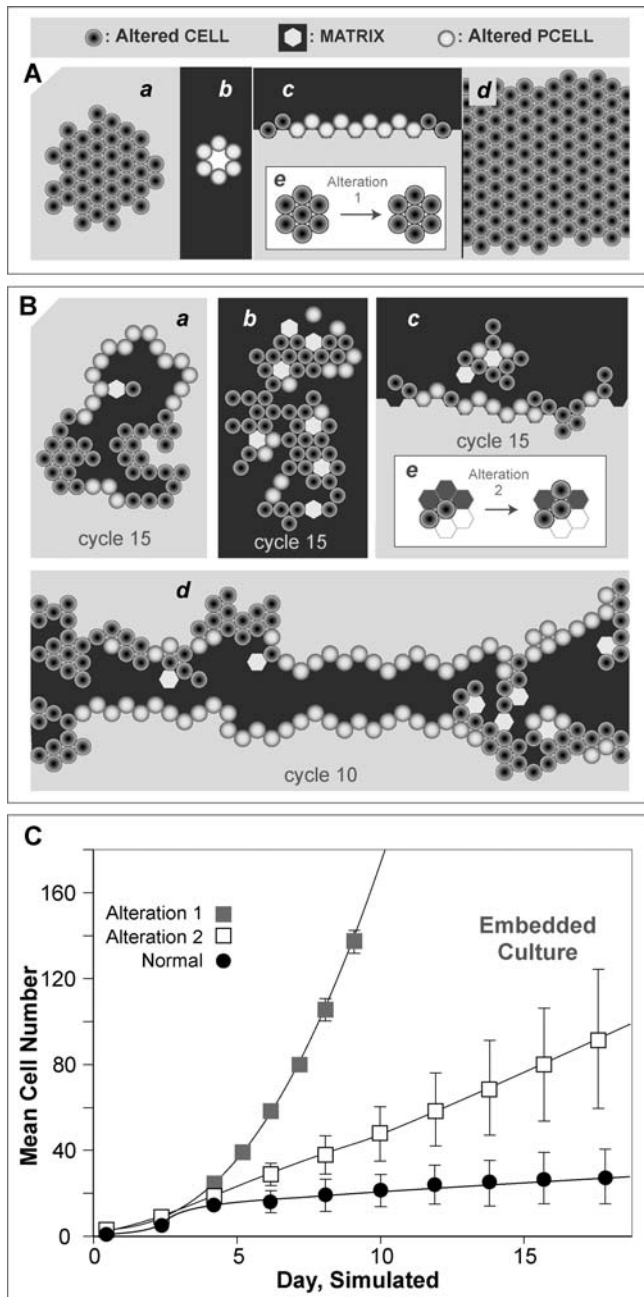 : Altered CELL : MATRIX : Altered PCELL
A
a b c d
e
Alteration
1
B
a b c
cycle 15
cycle 15
cycle 15
e
Alteration
2
d
cycle 10
C
180
160
120
80
40
0
Alteration 1
Alteration 2
Normal
Embedded
Culture
Mean Cell Number
0 5 10 15
Day, Simulated